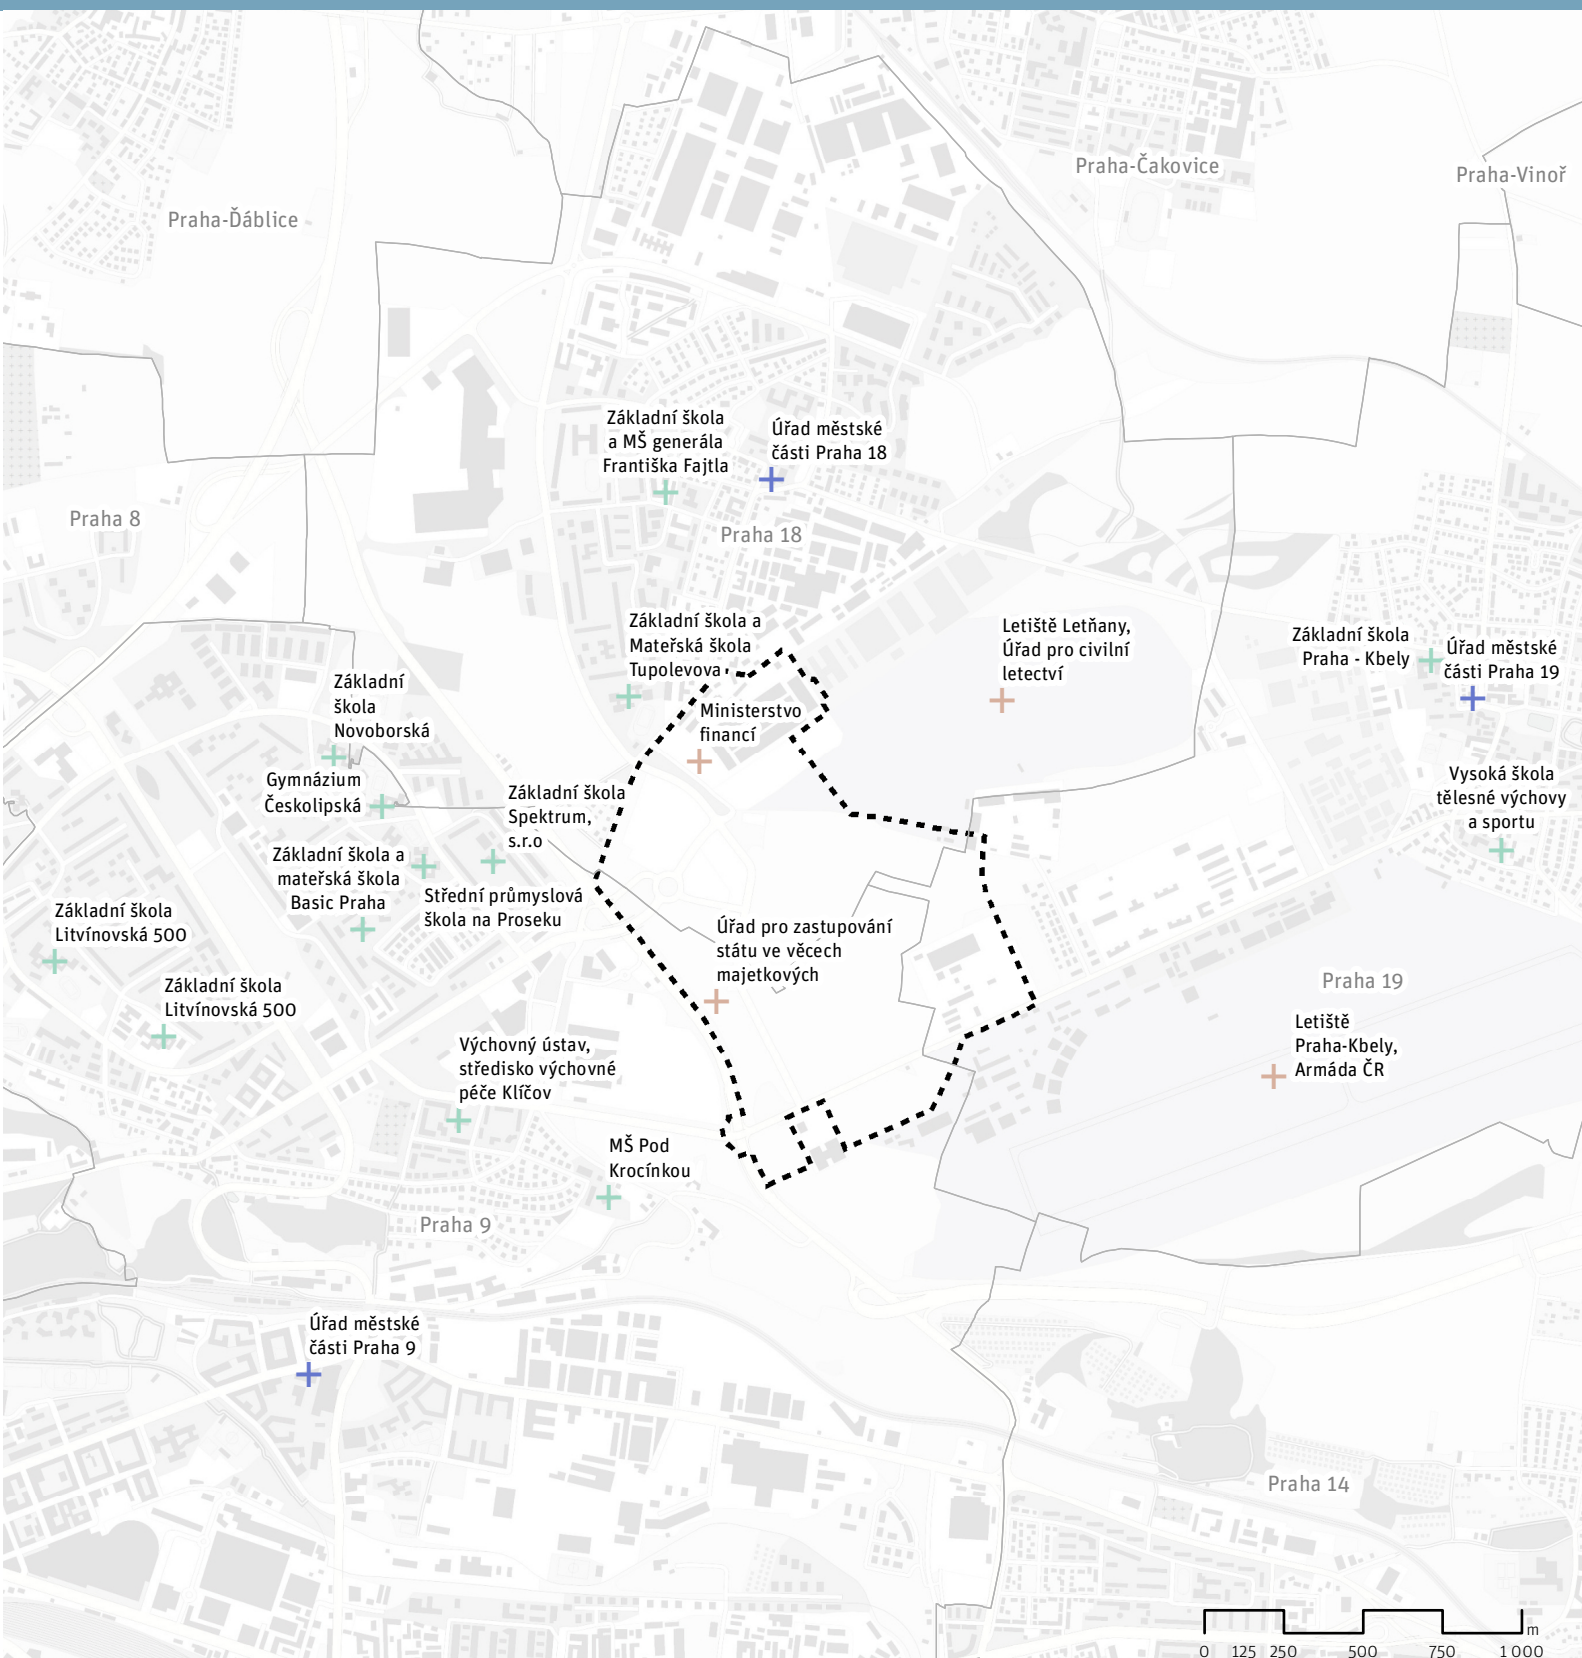 Praha-Čakovice
Praha-Vinoř
Praha-Ďáblice
Základní škola
a MŠ generála
Františka Fajtla
Úřad městské
části Praha 18
Praha 8
Praha 18
Základní škola a
Mateřská škola
Tupolevova
Letiště Letňany,
Úřad pro civilní
letectví
Základní škola
Praha - Kbely
Úřad městské
části Praha 19
Základní
škola
Novoborská
Ministerstvo
financí
Gymnázium
Českolipská
Základní škola
Spektrum,
s.r.o
Vysoká škola
tělesné výchovy
a sportu
Základní škola a
mateřská škola
Basic Praha
Střední průmyslová
škola na Proseku
Základní škola
Litvínovská 500
Úřad pro zastupování
státu ve věcech
majetkových
Základní škola
Litvínovská 500
Praha 19
Letiště
Praha-Kbely,
Armáda ČR
Výchovný ústav,
středisko výchovné
péče Klíčov
MŠ Pod
Krocínkou
Praha 9
Úřad městské
části Praha 9
Praha 14
m
0 125 250 500 750 1 000